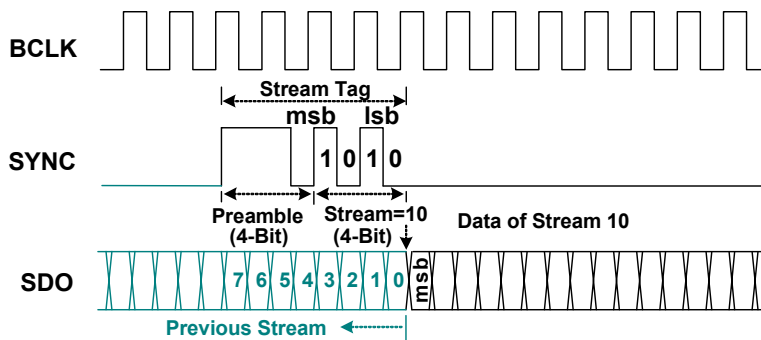 BCLK
Stream Tag
msb lsb
SYNC
1 0 1 0
Preamble
(4-Bit)
Stream=10
(4-Bit)
Data of Stream 10
SDO
7 6 5 4 3 2 1 0 msb
Previous Stream